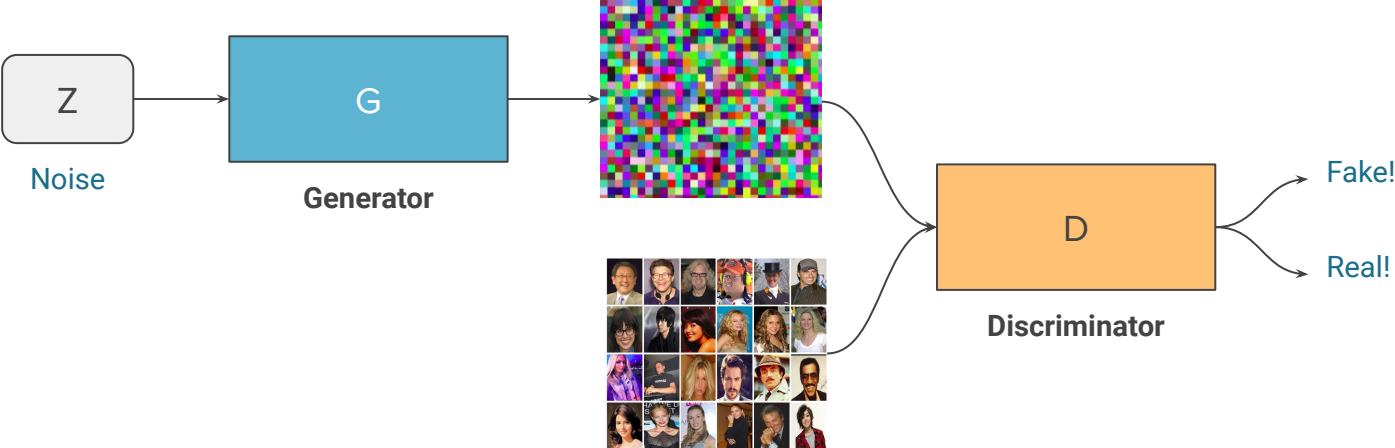 Z
G
Noise
Generator
D
Discriminator
Fake!
Real!